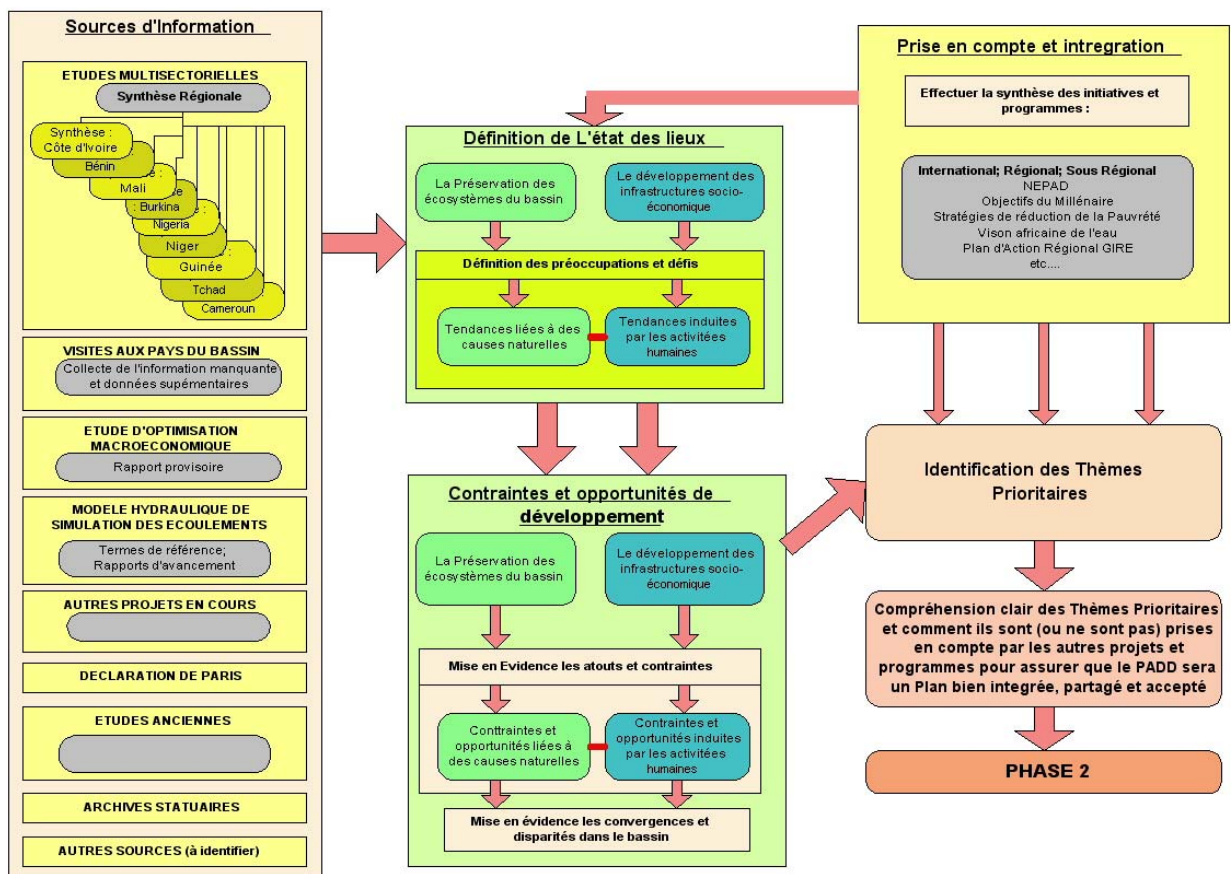 Sources d'Information
ETUDES MULTISECTORIELLES
Synthèse Régionale
Synthèse :
Côte d'Ivoire
Bénin
Mali
: Burkina
Nigeria
Niger
Guinée
Tchad
Cameroun
VISITES AUX PAYS DU BASSIN
Collecte de l'information manquante
et données supémentaires
ETUDE D'OPTIMISATION
MACROECONOMIQUE
Rapport provisoire
MODELE HYDRAULIQUE DE
SIMULATION DES ECOULEMENTS
Termes de référence;
Rapports d'avancement
AUTRES PROJETS EN COURS
DECLARATION DE PARIS
ETUDES ANCIENNES
ARCHIVES STATUAIRES
AUTRES SOURCES (à identifier)
Définition de L'état des lieux
La Préservation des
écosystèmes du bassin
Le développement des
infrastructures socio-
économique
Définition des préoccupations et défis
Tendances liées à des
causes naturelles
Tendances induites
par les activitées
humaines
Contraintes et opportunités de
développement
La Préservation des
écosystèmes du bassin
Le développement des
infrastructures socio-
économique
Mise en Evidence les atouts et contraintes
Conttraintes et
opportunités liées à
des causes naturelles
Contraintes et
opportunités induites
par les activitées
humaines
Mise en évidence les convergences et
disparités dans le bassin
Prise en compte et intregration
Effectuer la synthèse des initiatives et
programmes :
International; Régional; Sous Régional
NEPAD
Objectifs du Millénaire
Stratégies de réduction de la Pauvrété
Vison africaine de l'eau
Plan d'Action Régional GIRE
etc....
Identification des Thèmes
Prioritaires
Compréhension clair des Thèmes Prioritaires
et comment ils sont (ou ne sont pas) prises
en compte par les autres projets et
programmes pour assurer que le PADD sera
un Plan bien integrée, partagé et accepté
PHASE 2